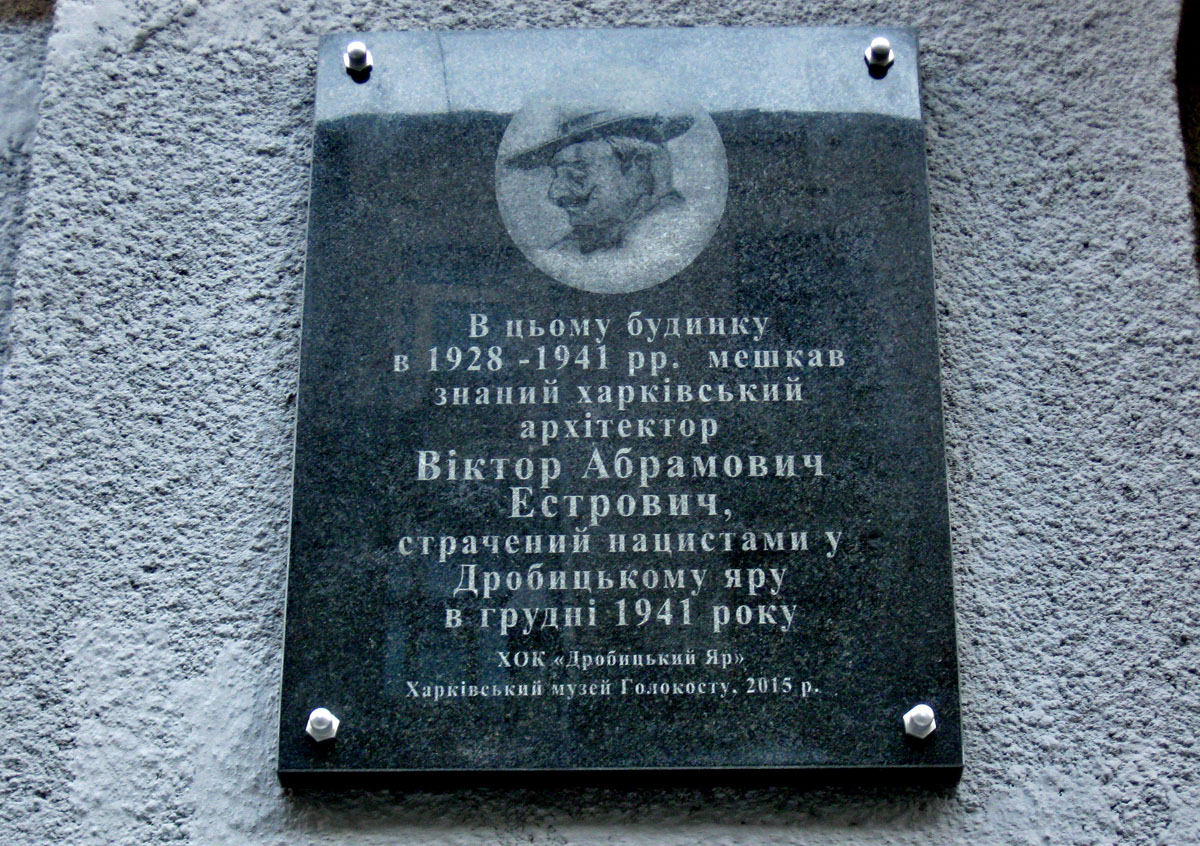 В цьому будинку
в 1928 -1941 рр. мешкав
знаний харківський
архітектор
Віктор Абрамович
Естрович,
страчений нацистами у
Дробицькому яру
в грудні 1941 року
ХОК «Дробицький Яр»
Харківський музей Голокосту, 2015 р.